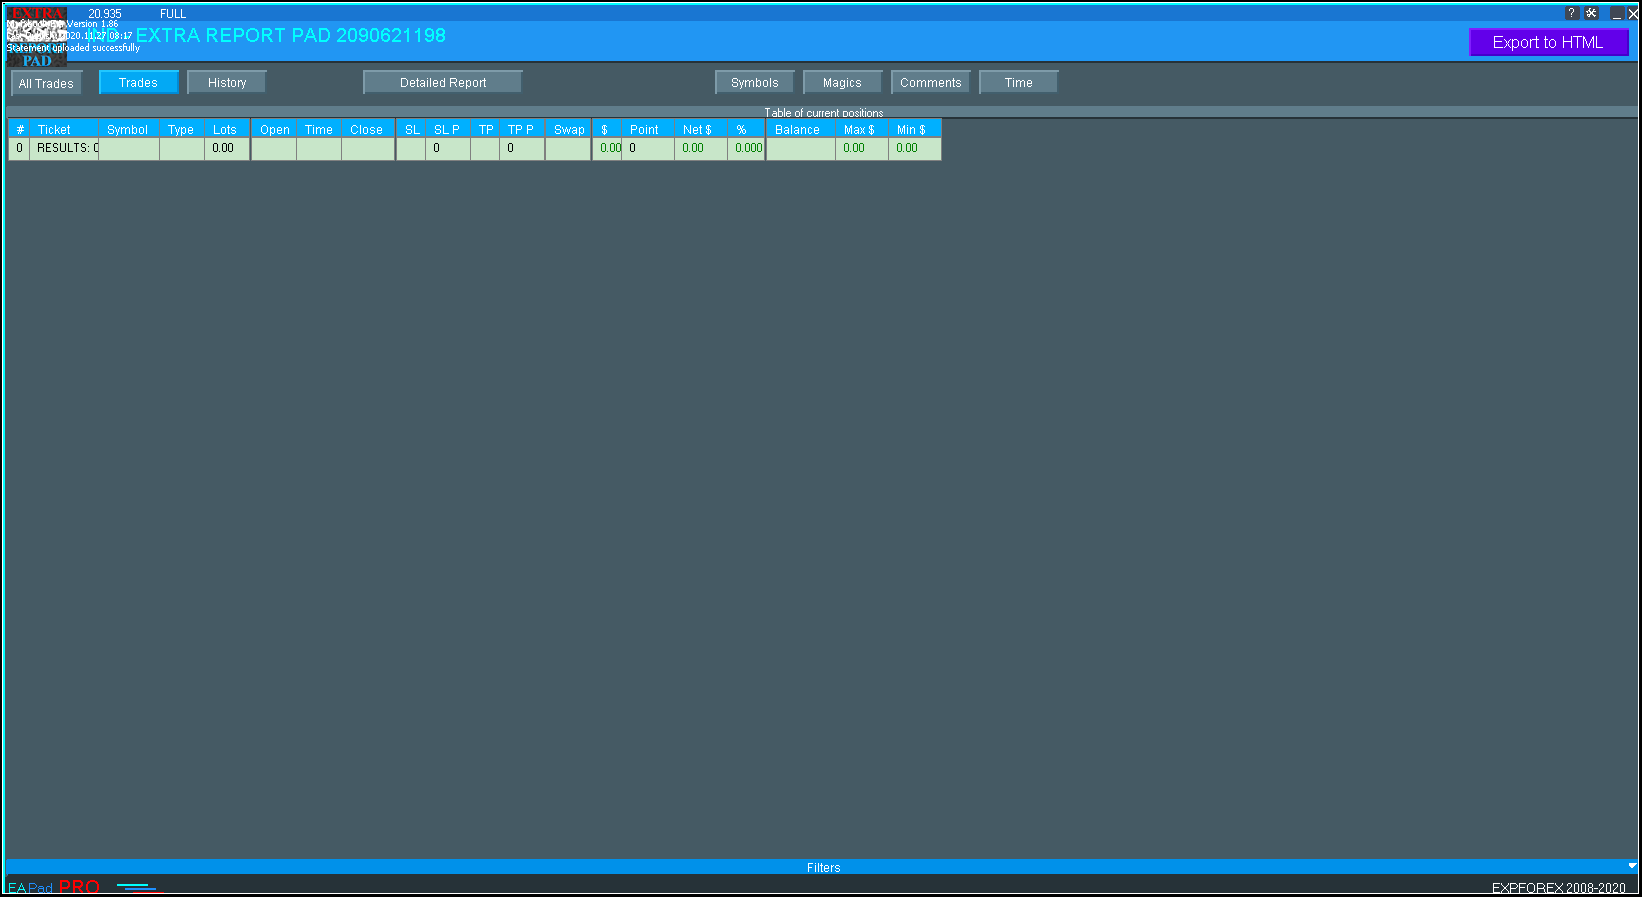 EXTRA 20.935 FULL ? _ X
Version 1.86
2020.11.27 03:17
Statement uploaded successfully
IND EXTRA REPORT PAD 2090621198
Export to HTML
PAD
All Trades Trades History Detailed Report Symbols Magics Comments Time
Table of current positions
# Ticket Symbol Type Lots Open Time Close SL SL P TP TP P Swap $ Point Net $ % Balance Max $ Min $
0 RESULTS: 0 0.00 0 0 0.00 0 0.00 0.000 0.00 0.00
Filters
EA Pad PRO
EXPFOREX 2008-2020